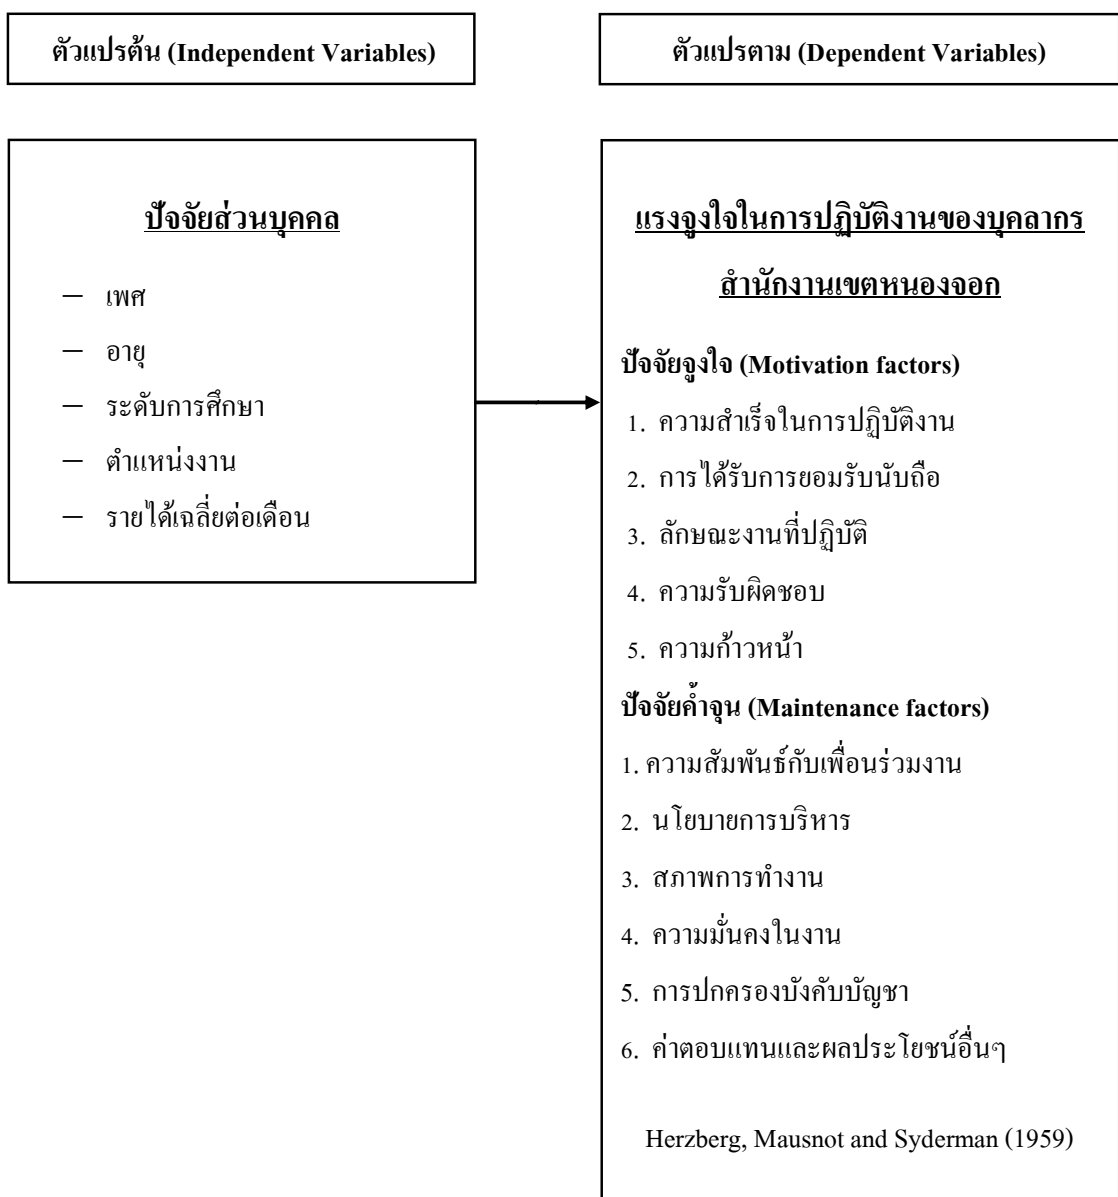 ตัวแปรต้น (Independent Variables)
ปัจจัยส่วนบุคคล
— เพศ
— อายุ
— ระดับการศึกษา
— ตำแหน่งงาน
— รายได้เฉลี่ยต่อเดือน
ตัวแปรตาม (Dependent Variables)
แรงจูงใจในการปฏิบัติงานของบุคลากร
สำนักงานเขตหนองจอก
ปัจจัยจูงใจ (Motivation factors)
1. ความสำเร็จในการปฏิบัติงาน
2. การได้รับการยอมรับนับถือ
3. ลักษณะงานที่ปฏิบัติ
4. ความรับผิดชอบ
5. ความก้าวหน้า
ปัจจัยค้ำจุน (Maintenance factors)
1. ความสัมพันธ์กับเพื่อนร่วมงาน
2. นโยบายการบริหาร
3. สภาพการทำงาน
4. ความมั่นคงในงาน
5. การปกครองบังคับบัญชา
6. ค่าตอบแทนและผลประโยชน์อื่นๆ
Herzberg, Mausnot and Syderman (1959)